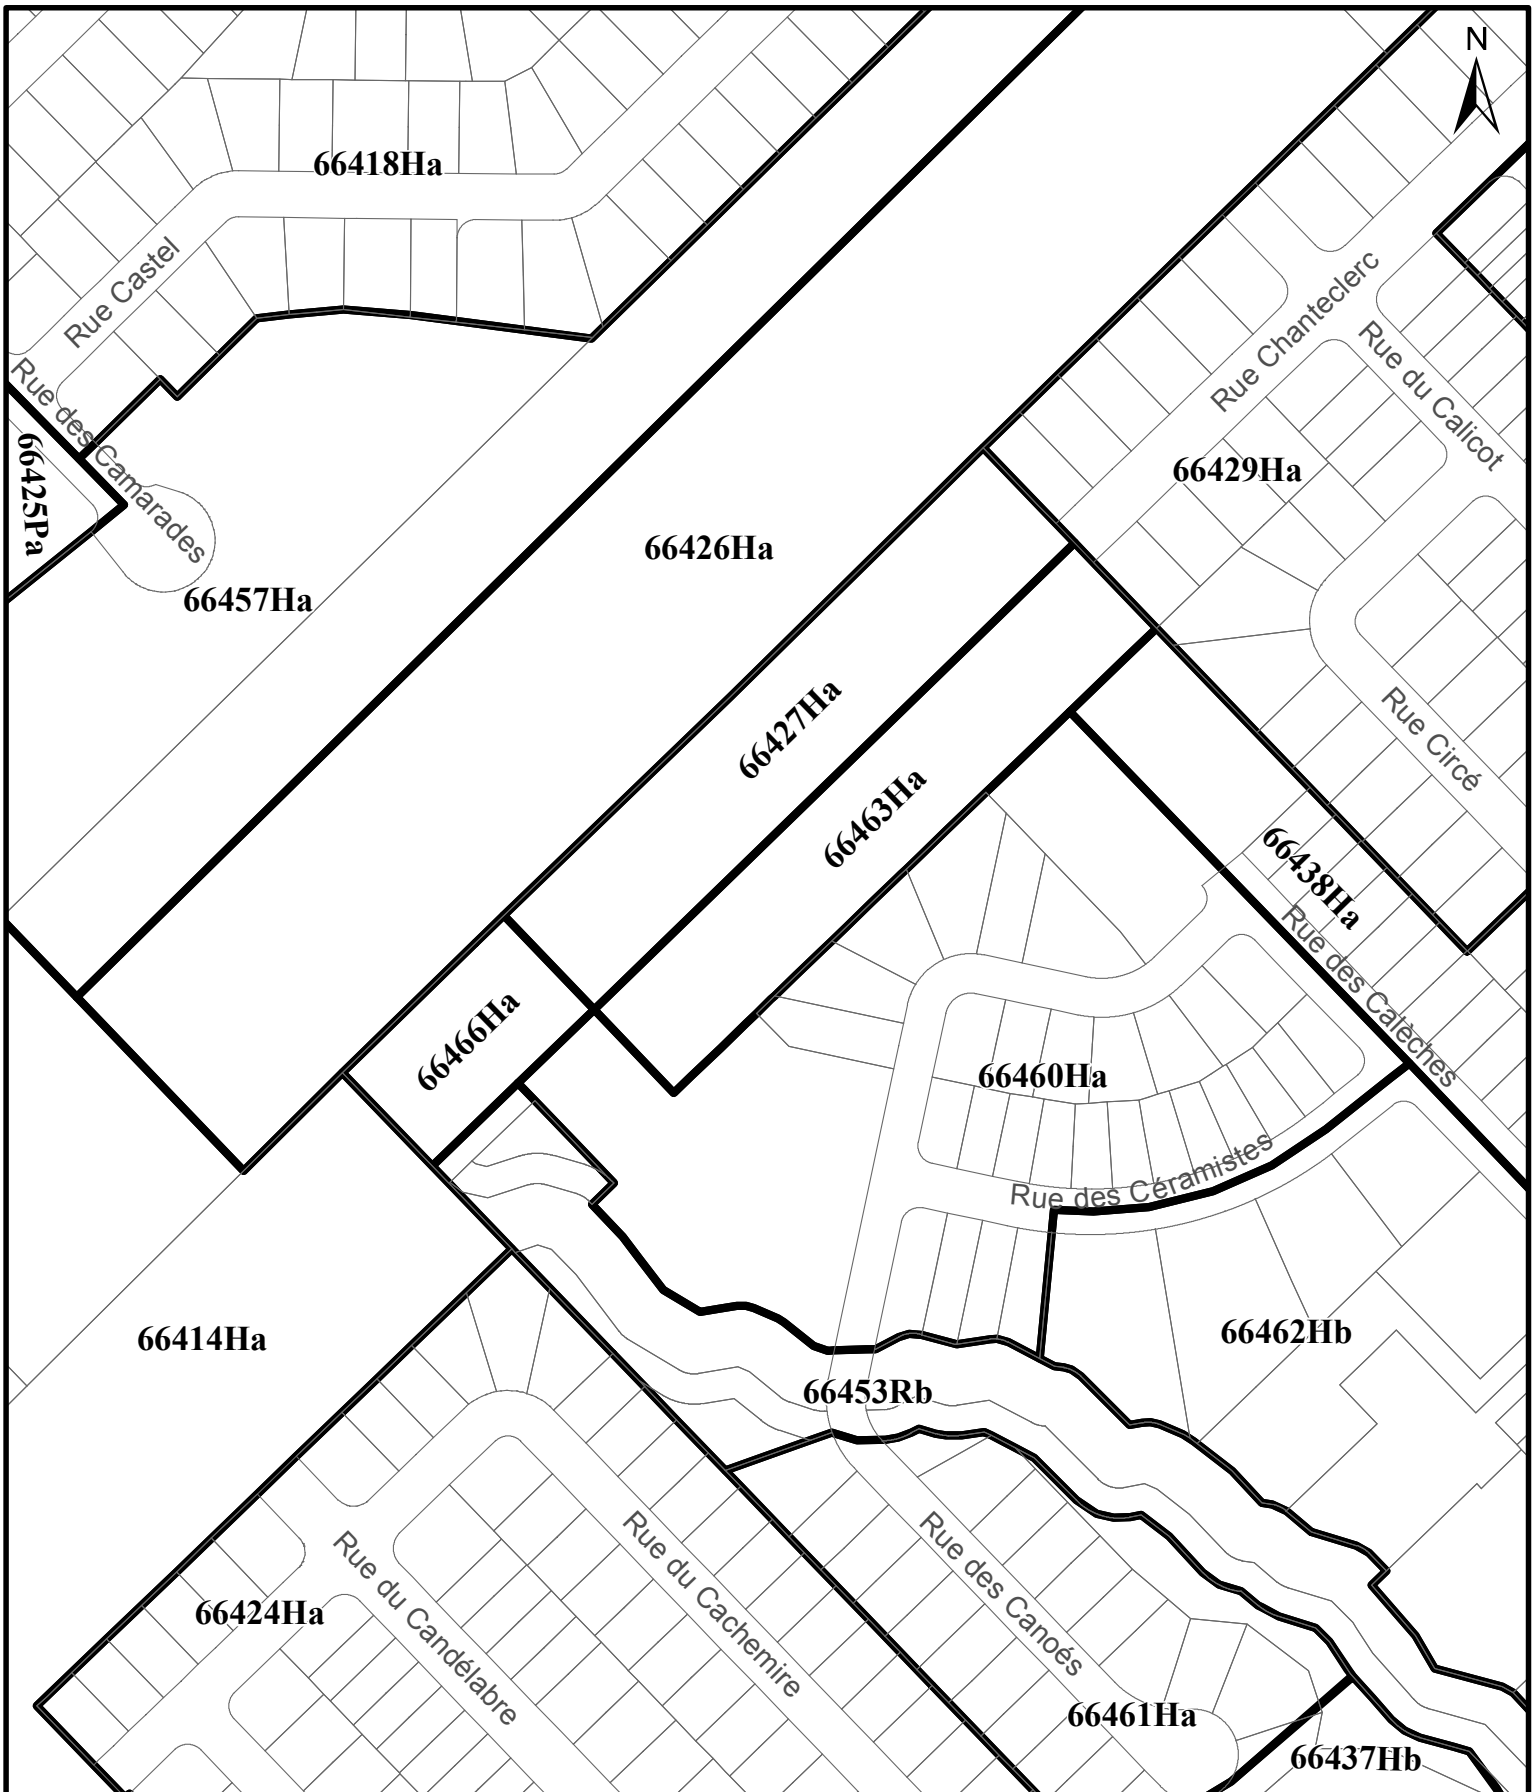 N
66418Ha
Rue Castel
Rue Chanteclerc
Rue du Calicot
Rue des Camarades
66425Pa
66429Ha
66426Ha
66457Ha
66427Ha
Rue Circé
66463Ha
66438Ha
Rue des Calèches
66466Ha
66460Ha
Rue des Céramistes
66414Ha
66462Hb
66453Rb
Rue des Canoés
Rue du Cachemire
Rue du Candélabre
66424Ha
66461Ha
66437Hb